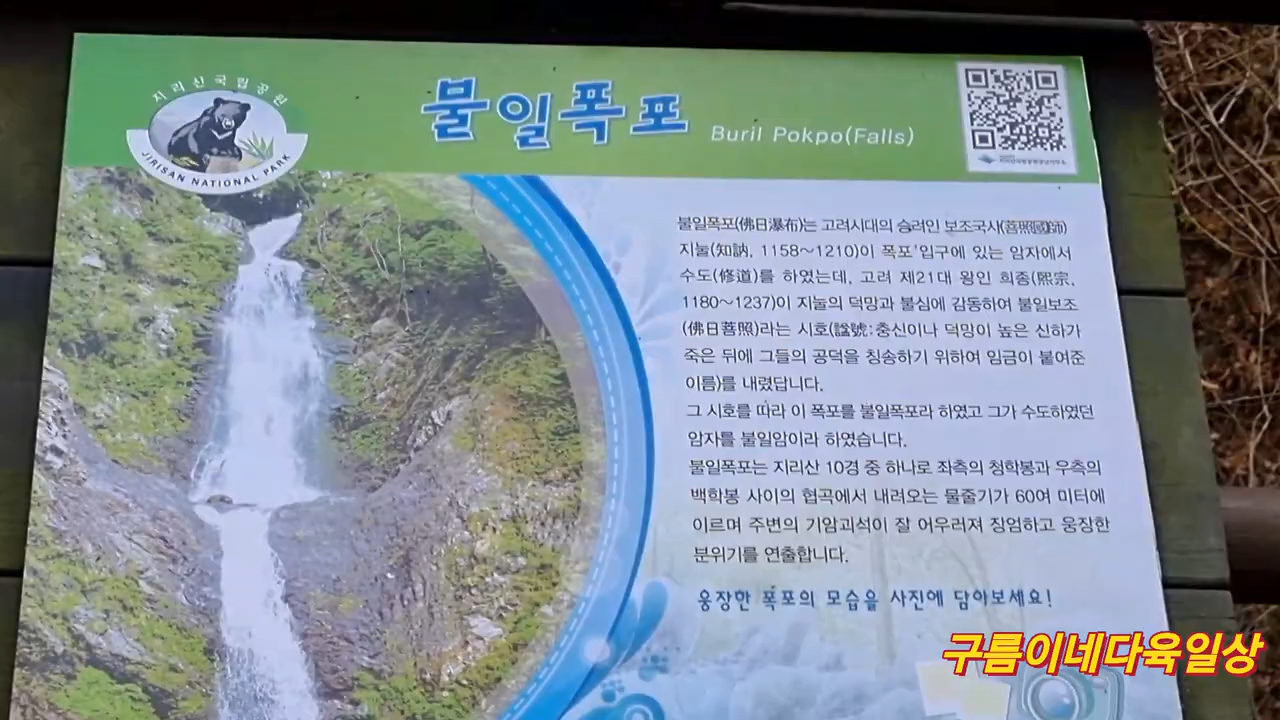 지리산국립공원
JIRISAN NATIONAL PARK
불일폭포 Buril Pokpo(Falls)
불일폭포(佛日瀑布)는 고려시대의 승려인 보조국사(菩照國師)
지눌(知訥, 1158~1210)이 폭포 입구에 있는 암자에서
수도(修道)를 하였는데, 고려 제21대 왕인 희종(熙宗,
1180~1237)이 지눌의 덕망과 불심에 감동하여 불일보조
(佛日菩照)라는 시호(諡號:충신이나 덕망이 높은 신하가
죽은 뒤에 그들의 공덕을 칭송하기 위하여 임금이 붙여준
이름)를 내렸답니다.
그 시호를 따라 이 폭포를 불일폭포라 하였고 그가 수도하였던
암자를 불일암이라 하였습니다.
불일폭포는 지리산 10경 중 하나로 좌측의 청학봉과 우측의
백학봉 사이의 협곡에서 내려오는 물줄기가 60여 미터에
이르며 주변의 기암괴석이 잘 어우러져 장엄하고 웅장한
분위기를 연출합니다.
웅장한 폭포의 모습을 사진에 담아보세요!
구름이네다육일상